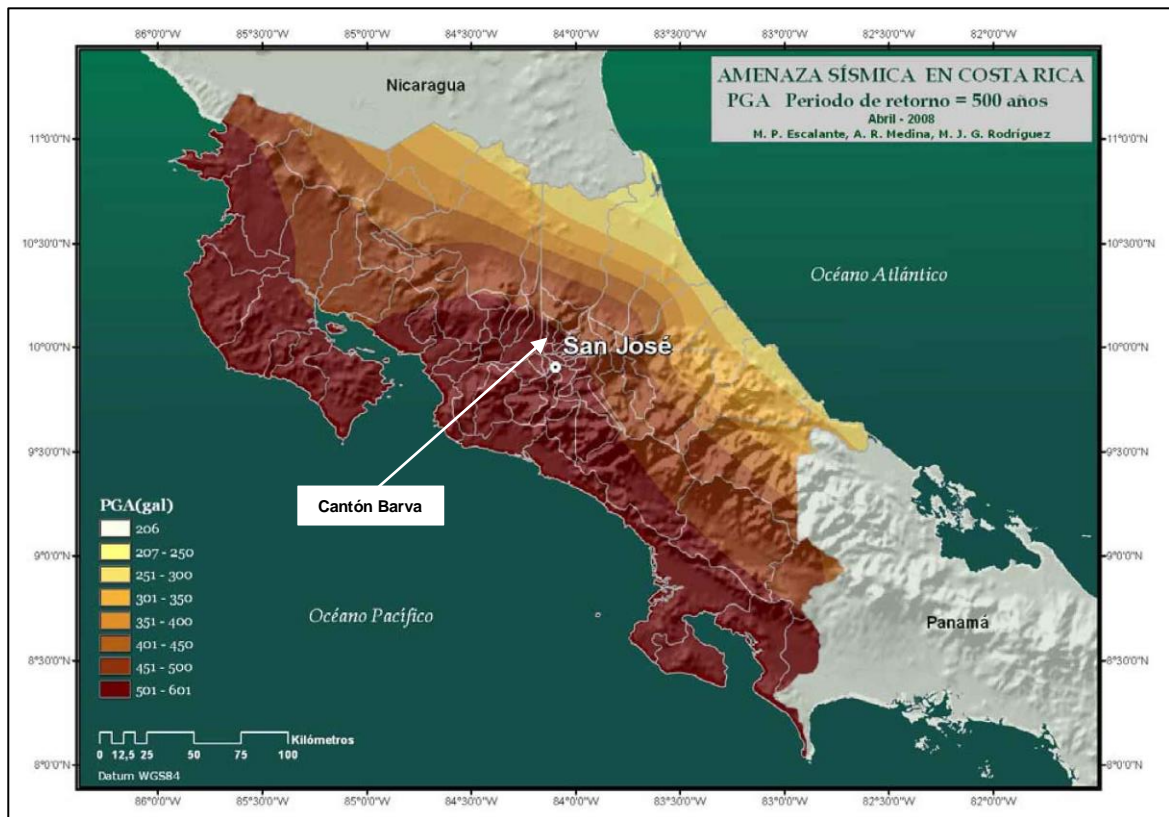 86°0'0"W 85°30'0"W 85°0'0"W 84°30'0"W 84°0'0"W 83°30'0"W 83°0'0"W 82°30'0"W 82°0'0"W
AMENAZA SÍSMICA EN COSTA RICA
PGA Periodo de retorno = 500 años
Abril - 2008
M. P. Escalante, A. R. Medina, M. J. G. Rodríguez
Nicaragua
11°0'0"N 11°0'0"N
10°30'0"N 10°30'0"N
Océano Atlántico
10°0'0"N 10°0'0"N
San José
9°30'0"N 9°30'0"N
Cantón Barva
PGA(gal)
206
207 - 250
251 - 300
301 - 350
351 - 400
401 - 450
451 - 500
501 - 601
9°0'0"N 9°0'0"N
Océano Pacífico
Panamá
8°30'0"N 8°30'0"N
Kilómetros
0 12,5 25 50 75 100
8°0'0"N 8°0'0"N
Datum WGS84
86°0'0"W 85°30'0"W 85°0'0"W 84°30'0"W 84°0'0"W 83°30'0"W 83°0'0"W 82°30'0"W 82°0'0"W